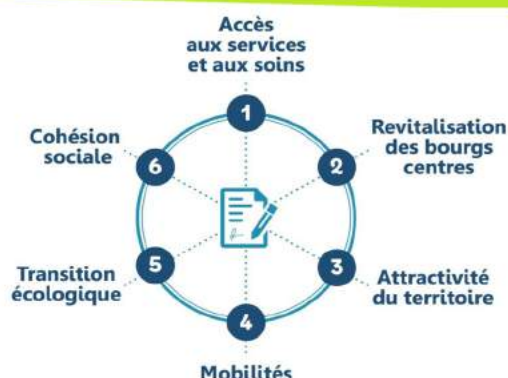 Accès
aux services
et aux soins
1
Revitalisation
des bourgs
centres
2
Attractivité
du territoire
3
4
Mobilités
Transition
écologique
5
Cohésion
sociale
6